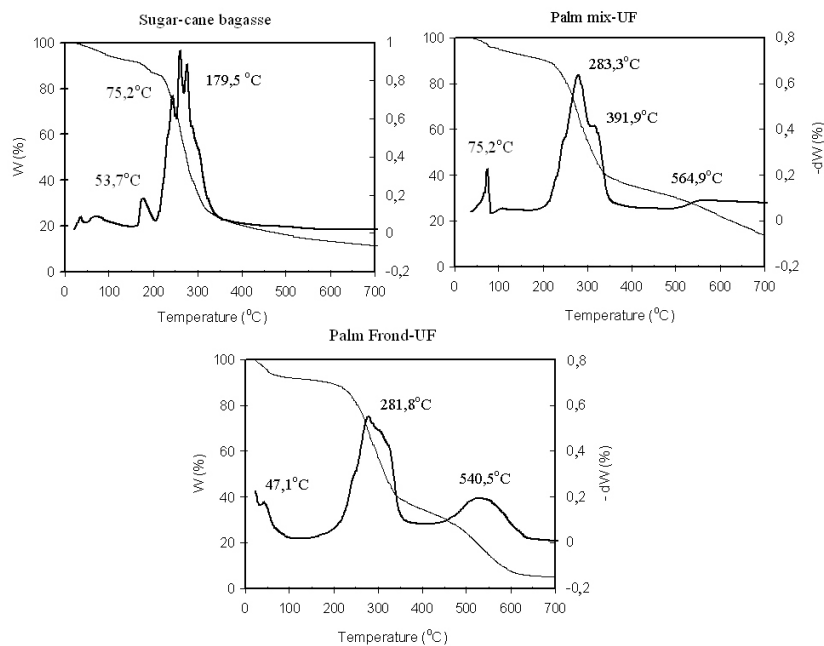 Sugar-cane bagasse
100
80
60
40
20
0
W (%)
75,2°C
179,5 °C
53,7°C
1
0,8
0,6
0,4
0,2
0
-0,2
0 100 200 300 400 500 600 700
Temperature (°C)
Palm mix-UF
100
80
60
40
20
0
W (%)
283,3°C
391,9°C
75,2°C
564,9°C
0,8
0,6
0,4
0,2
0
-0,2
-dW (%)
0 100 200 300 400 500 600 700
Temperature (°C)
Palm Frond-UF
100
80
60
40
20
0
W (%)
281,8°C
47,1°C
540,5°C
0,8
0,6
0,4
0,2
0
-0,2
- dW (%)
0 100 200 300 400 500 600 700
Temperature (°C)